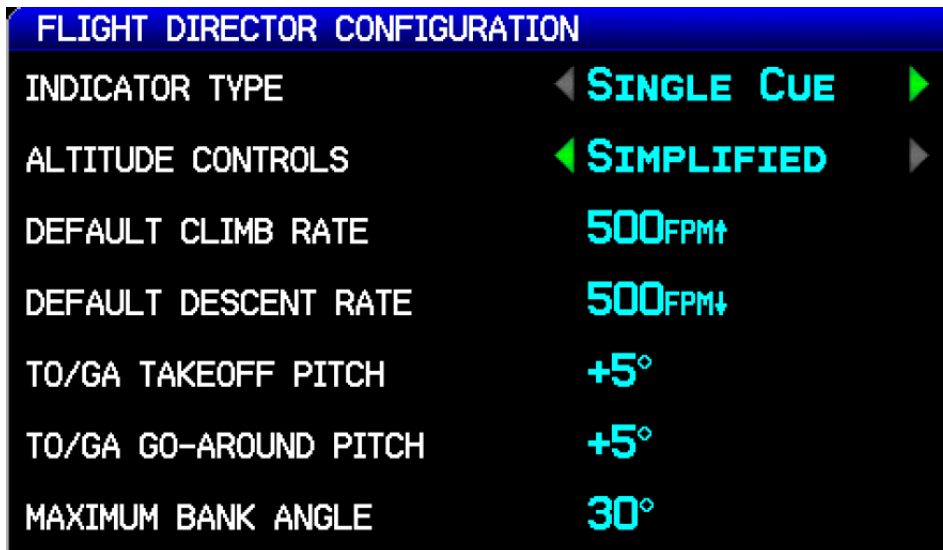 FLIGHT DIRECTOR CONFIGURATION
INDICATOR TYPE SINGLE CUE
ALTITUDE CONTROLS SIMPLIFIED
DEFAULT CLIMB RATE 500FPM↑
DEFAULT DESCENT RATE 500FPM↓
TO/GA TAKEOFF PITCH +5°
TO/GA GO-AROUND PITCH +5°
MAXIMUM BANK ANGLE 30°